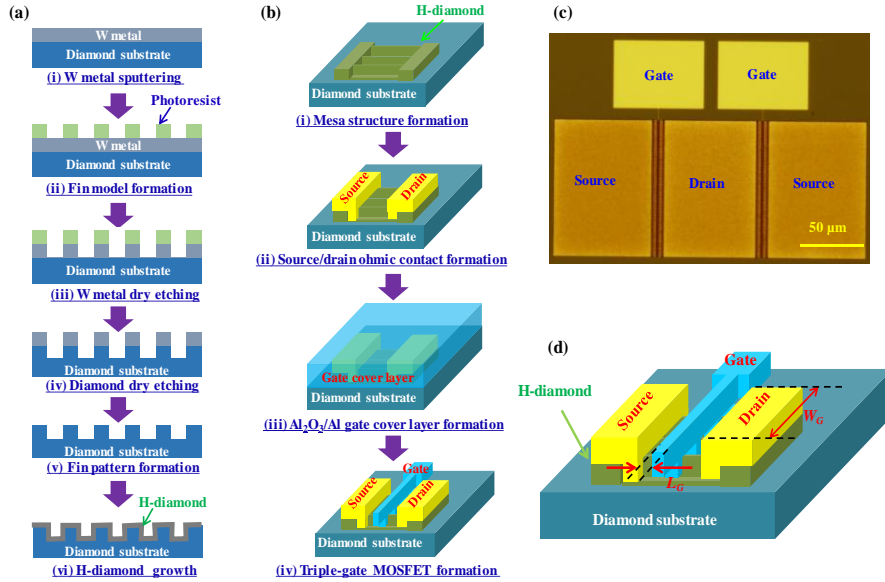 (a)
W metal
Diamond substrate
(i) W metal sputtering
Photoresist
W metal
Diamond substrate
(ii) Fin model formation
Diamond substrate
(iii) W metal dry etching
Diamond substrate
(iv) Diamond dry etching
Diamond substrate
(v) Fin pattern formation
H-diamond
Diamond substrate
(vi) H-diamond growth
(b)
H-diamond
Diamond substrate
(i) Mesa structure formation
Source
Drain
Diamond substrate
(ii) Source/drain ohmic contact formation
Gate cover layer
Diamond substrate
(iii) Al2O3/Al gate cover layer formation
Gate
Source
Drain
Diamond substrate
(iv) Triple-gate MOSFET formation
(c)
Gate
Gate
Source
Drain
Source
50 μm
(d)
Gate
H-diamond
Source
Drain
WG
LG
Diamond substrate